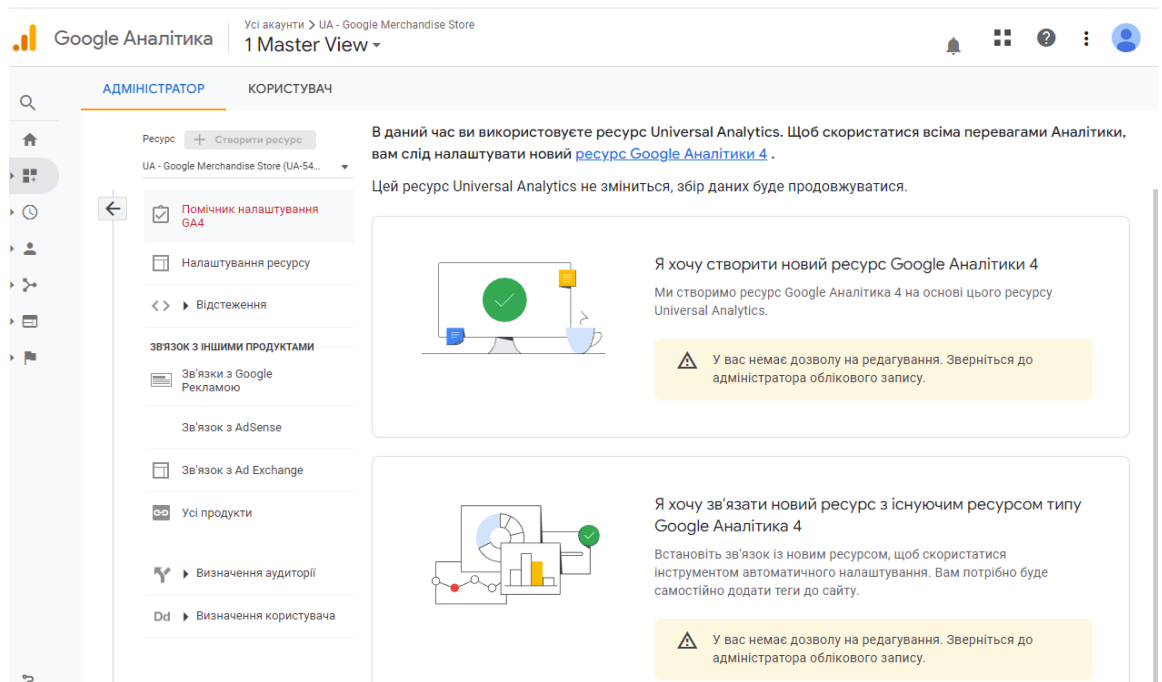 Google Аналітика
Усі акаунти > UA - Google Merchandise Store
1 Master View
АДМІНІСТРАТОР
КОРИСТУВАЧ
Ресурс
Створити ресурс
UA - Google Merchandise Store (UA-54...
Помічник налаштування
GA4
Налаштування ресурсу
Відстеження
ЗВ'ЯЗОК З ІНШИМИ ПРОДУКТАМИ
Зв'язки з Google
Рекламою
Зв'язок з AdSense
Зв'язок з Ad Exchange
Усі продукти
Визначення аудиторії
Dd Визначення користувача
В даний час ви використовуєте ресурс Universal Analytics. Щоб скористатися всіма перевагами Аналітики,
вам слід налаштувати новий ресурс Google Аналітики 4 .
Цей ресурс Universal Analytics не зміниться, збір даних буде продовжуватися.
Я хочу створити новий ресурс Google Аналітики 4
Ми створимо ресурс Google Аналітика 4 на основі цього ресурсу
Universal Analytics.
У вас немає дозволу на редагування. Зверніться до
адміністратора облікового запису.
Я хочу зв'язати новий ресурс з існуючим ресурсом типу
Google Аналітика 4
Встановіть зв'язок із новим ресурсом, щоб скористатися
інструментом автоматичного налаштування. Вам потрібно буде
самостійно додати теги до сайту.
У вас немає дозволу на редагування. Зверніться до
адміністратора облікового запису.